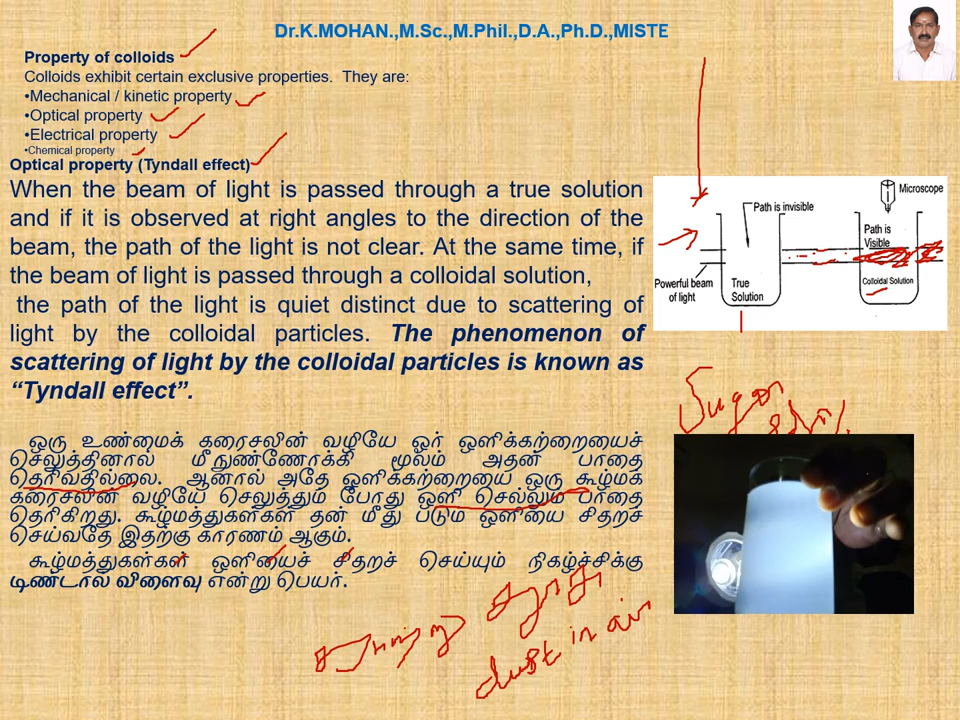 Dr.K.MOHAN.,M.Sc.,M.Phil.,D.A.,Ph.D.,MISTE
Property of colloids
Colloids exhibit certain exclusive properties. They are:
•Mechanical / kinetic property
•Optical property
•Electrical property
•Chemical property
Optical property (Tyndall effect)
When the beam of light is passed through a true solution
and if it is observed at right angles to the direction of the
beam, the path of the light is not clear. At the same time, if
the beam of light is passed through a colloidal solution,
the path of the light is quiet distinct due to scattering of
light by the colloidal particles. The phenomenon of
scattering of light by the colloidal particles is known as
“Tyndall effect”.
ஒரு உண்மைக் கரைசலின் வழியே ஓர் ஒளிக்கற்றையைச்
செலுத்தினால் மீநுண்ணோக்கி மூலம் அதன் பாதை
தெரிவதில்லை. ஆனால் அதே ஒளிக்கற்றையை ஒரு கூழ்மக்
கரைசலின் வழியே செலுத்தும் போது ஒளி செல்லும் பாதை
தெரிகிறது. கூழ்மத்துகள்கள் தன் மீது படும் ஒளியை சிதறச்
செய்வதே இதற்கு காரணம் ஆகும்.
கூழ்மத்துகள்கள் ஒளியைச் சிதறச் செய்யும் நிகழ்ச்சிக்கு
டிண்டால் விளைவு என்று பெயர்.
Microscope
Path is invisible
Path is
Visible
Powerful beam
of light
True
Solution
Colloidal Solution
dust in air